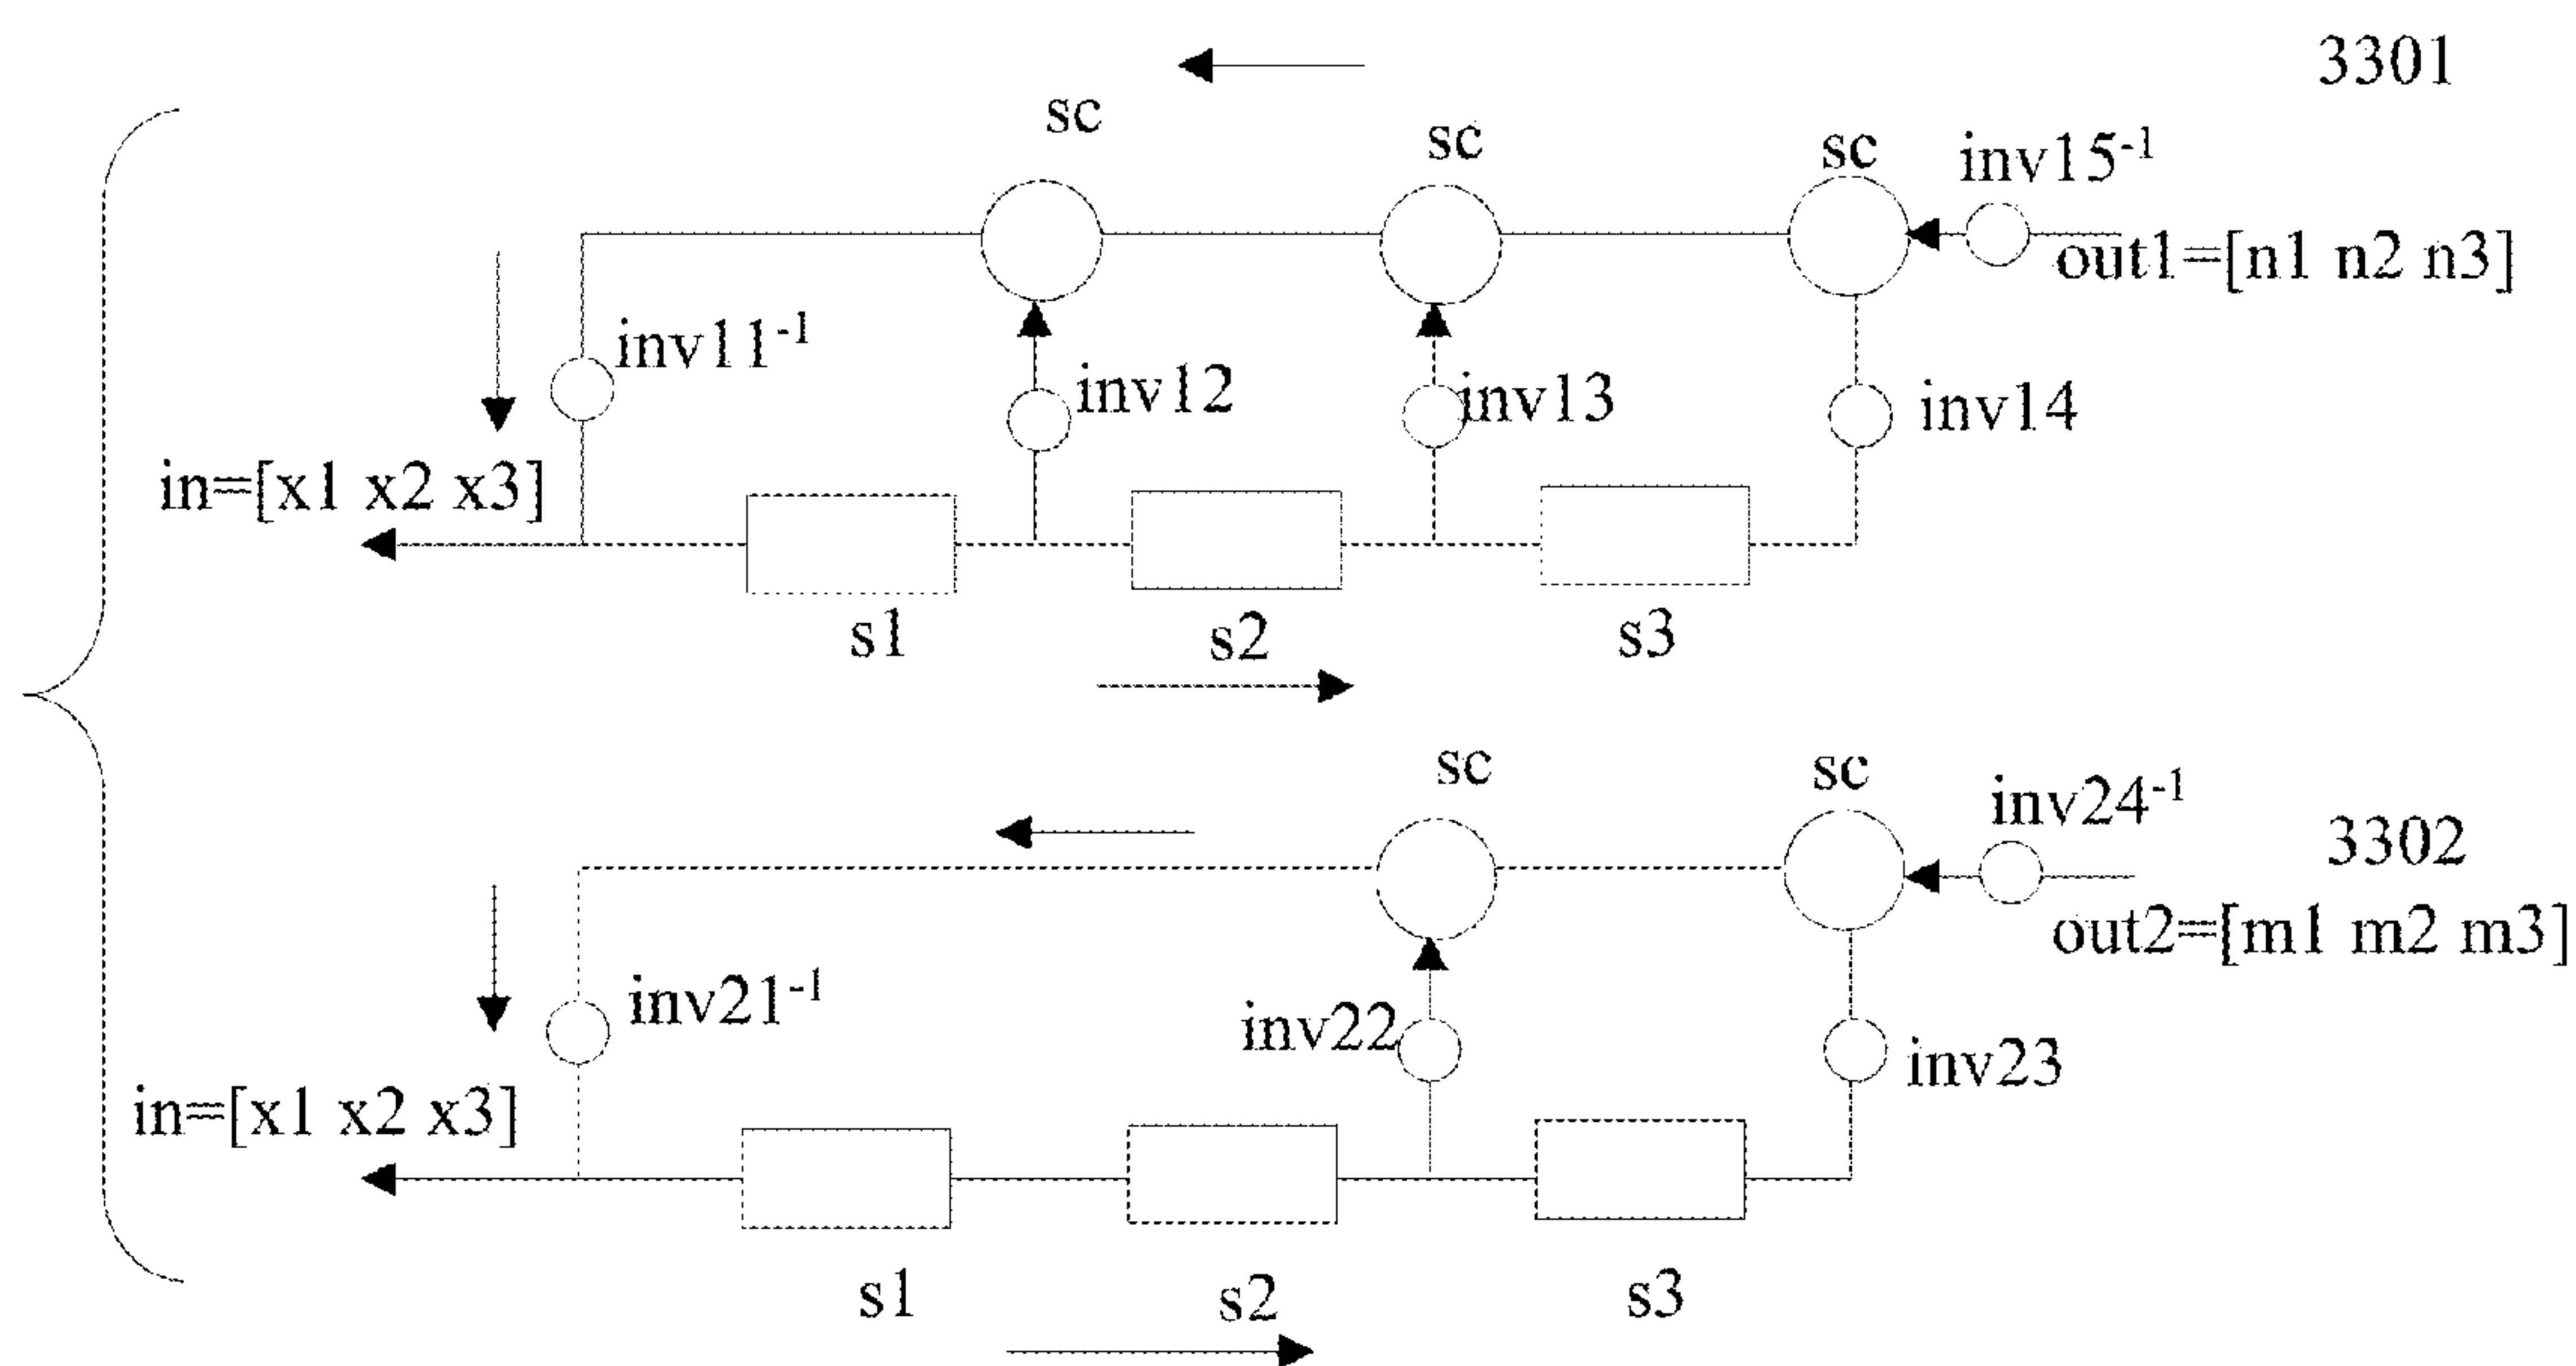 3301
sc sc sc inv15-1
out1=[n1 n2 n3]
inv11-1 inv12 inv13 inv14
in=[x1 x2 x3]
s1 s2 s3
sc sc inv24-1
3302
out2=[m1 m2 m3]
inv21-1 inv22 inv23
in=[x1 x2 x3]
s1 s2 s3